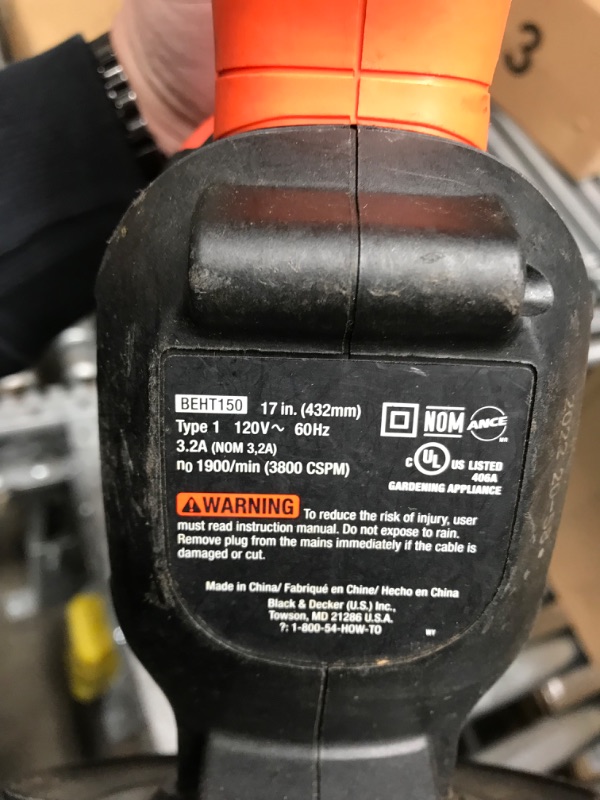 3
BEHT150 17 in. (432mm)
Type 1 120V~ 60Hz
3.2A (NOM 3,2A)
no 1900/min (3800 CSPM)
NOM ANCE
MR
C UL US LISTED
406A
GARDENING APPLIANCE
⚠WARNING To reduce the risk of injury, user
must read instruction manual. Do not expose to rain.
Remove plug from the mains immediately if the cable is
damaged or cut.
Made in China/ Fabriqué en Chine/ Hecho en China
Black & Decker (U.S.) Inc.,
Towson, MD 21286 U.S.A.
?: 1-800-54-HOW-TO
2022